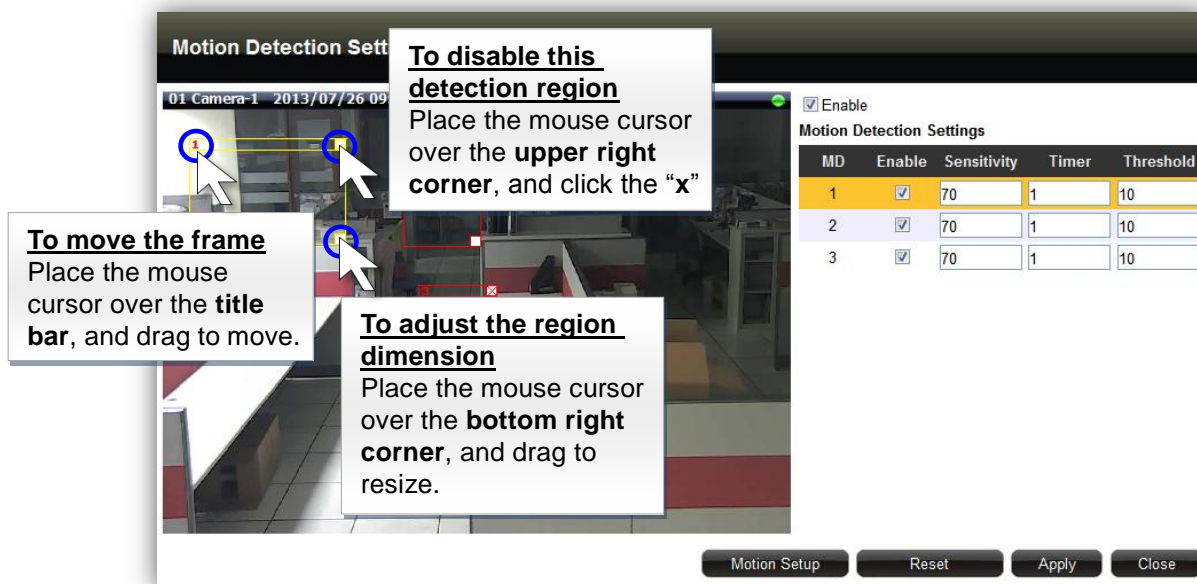 Motion Detection Sett
01 Camera-1 2013/07/26 09
To disable this
detection region
Place the mouse cursor
over the upper right
corner, and click the “x”
1
To move the frame
Place the mouse
cursor over the title
bar, and drag to move.
To adjust the region
dimension
Place the mouse cursor
over the bottom right
corner, and drag to
resize.
Enable
Motion Detection Settings
MD Enable Sensitivity Timer Threshold
1 70 1 10
2 70 1 10
3 70 1 10
Motion Setup Reset Apply Close